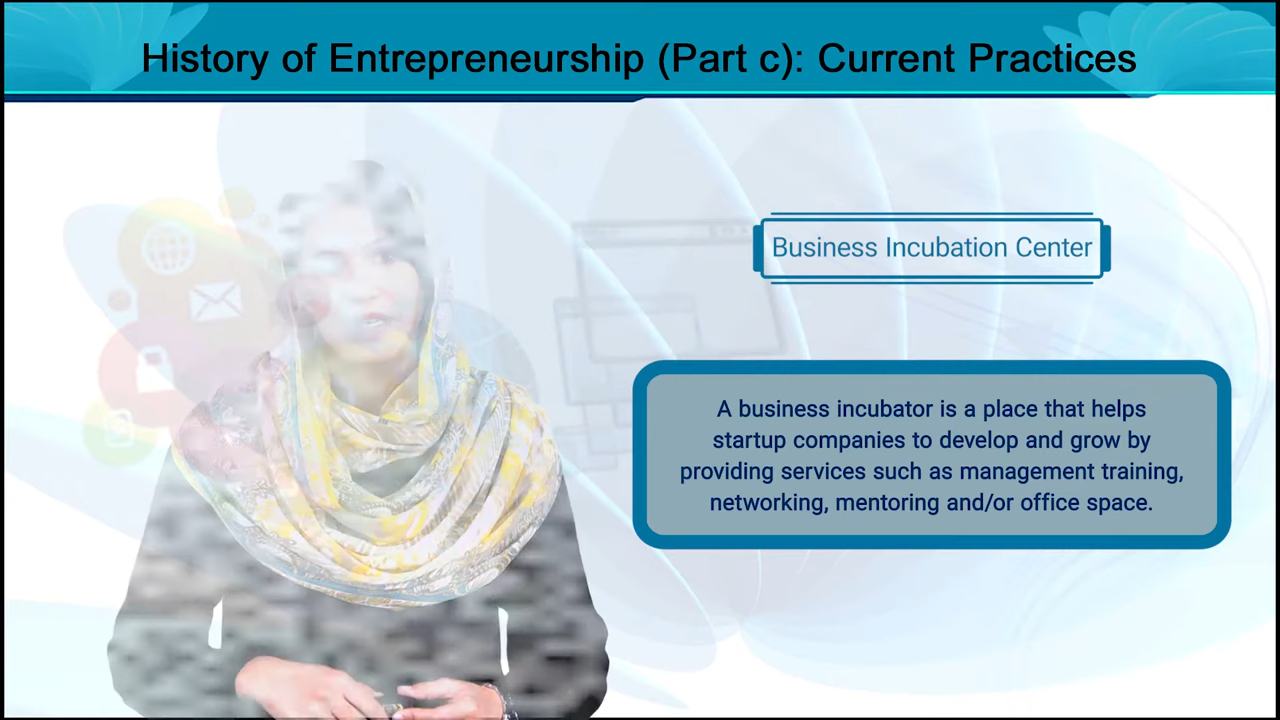 History of Entrepreneurship (Part c): Current Practices
Business Incubation Center
A business incubator is a place that helps
startup companies to develop and grow by
providing services such as management training,
networking, mentoring and/or office space.